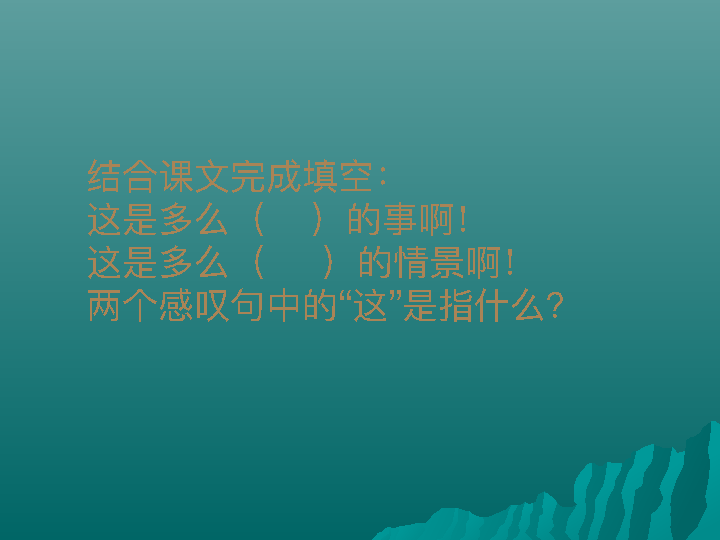 结合课文完成填空：
这是多么（　）的事啊！
这是多么（　 ）的情景啊！
两个感叹句中的“这”是指什么？